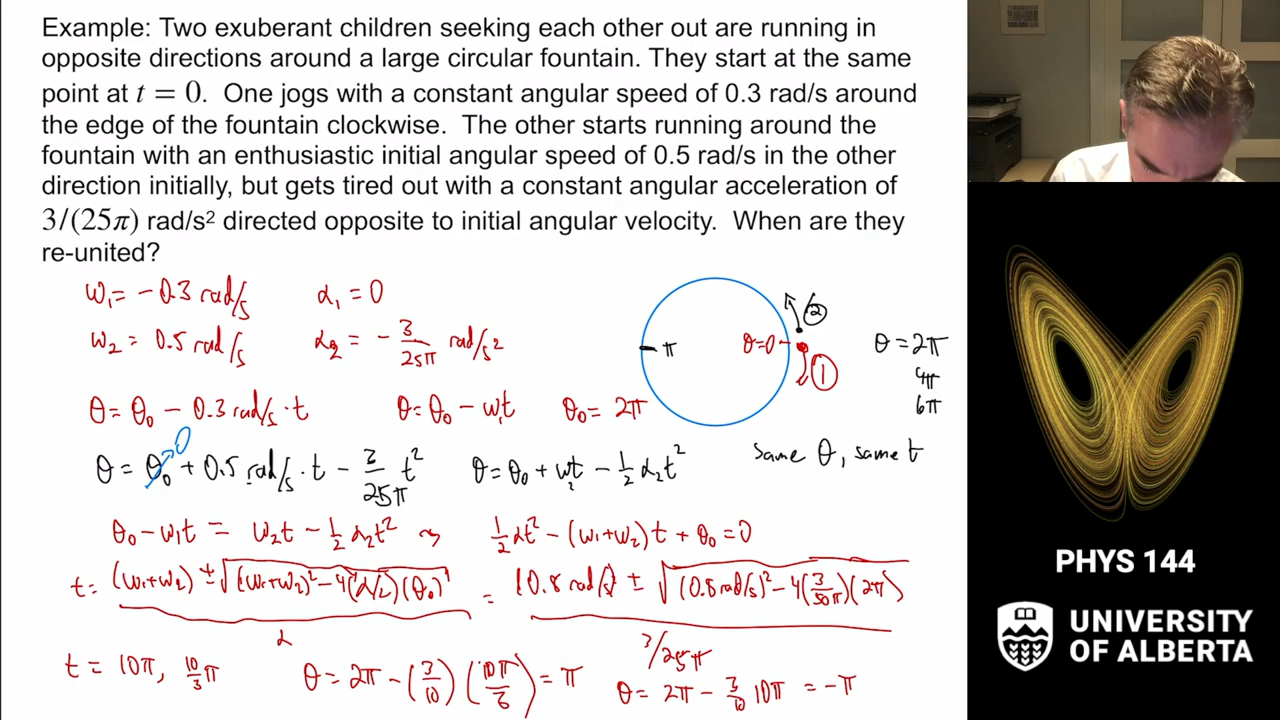 Example: Two exuberant children seeking each other out are running in
opposite directions around a large circular fountain. They start at the same
point at t = 0. One jogs with a constant angular speed of 0.3 rad/s around
the edge of the fountain clockwise. The other starts running around the
fountain with an enthusiastic initial angular speed of 0.5 rad/s in the other
direction initially, but gets tired out with a constant angular acceleration of
3/(25π) rad/s² directed opposite to initial angular velocity. When are they
re-united?
ω₁ = -0.3 rad/s α₁ = 0
ω₂ = 0.5 rad/s α₂ = - 3/25π rad/s²
π θ=0 ② ①
θ = 2π
4π
6π
θ = θ₀ - 0.3 rad/s · t θ = θ₀ - ω₁t θ₀ = 2π
θ = θ₀ 0 + 0.5 rad/s · t - 3/25π t² θ = θ₀ + ω₂t - 1/2 α₂t² same θ, same t
θ₀ - ω₁t = ω₂t - 1/2 α₂t² ⇝ 1/2 αt² - (ω₁+ω₂)t + θ₀ = 0
t = (ω₁+ω₂) ± √((ω₁+ω₂)² - 4(α/2)(θ₀)) / α = (0.8 rad/s) ± √((0.8 rad/s)² - 4(3/50π)(2π)) / 3/25π
t = 10π, 10/3 π θ = 2π - (3/10)(10π/3) = π θ = 2π - 3/10 10π = -π
PHYS 144
UNIVERSITY
OF ALBERTA